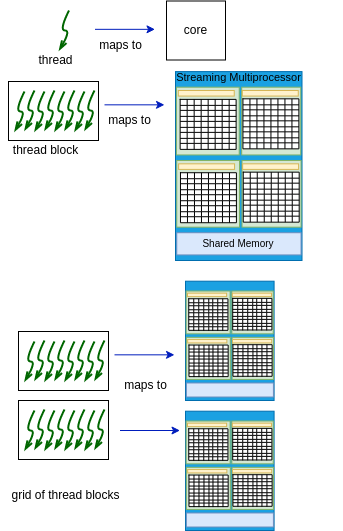 core
maps to
thread
Streaming Multiprocessor
maps to
thread block
Shared Memory
maps to
grid of thread blocks